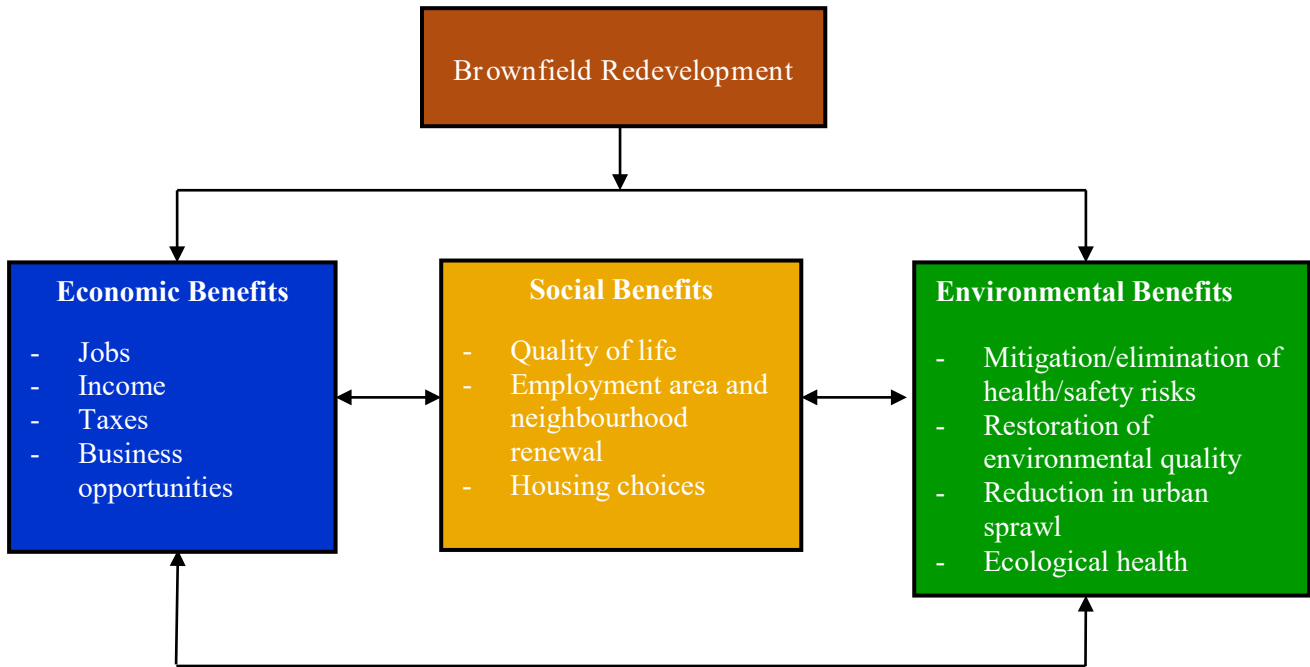 Brownfield Redevelopment
Economic Benefits
- Jobs
- Income
- Taxes
- Business
opportunities
Social Benefits
- Quality of life
- Employment area and
neighbourhood
renewal
- Housing choices
Environmental Benefits
- Mitigation/elimination of
health/safety risks
- Restoration of
environmental quality
- Reduction in urban
sprawl
- Ecological health